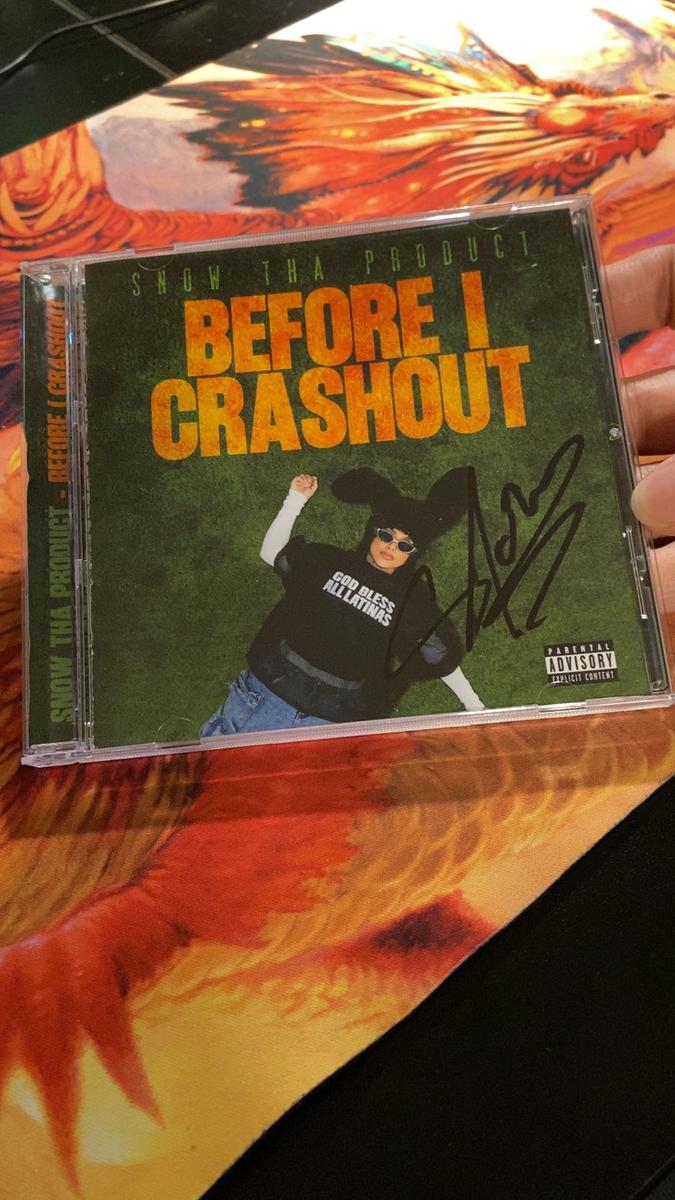 SNOW THA PRODUCT
BEFORE I
CRASHOUT
GOD BLESS
ALL LATINAS
PARENTAL
ADVISORY
EXPLICIT CONTENT
SNOW THA PRODUCT - BEFORE I CRASHOUT